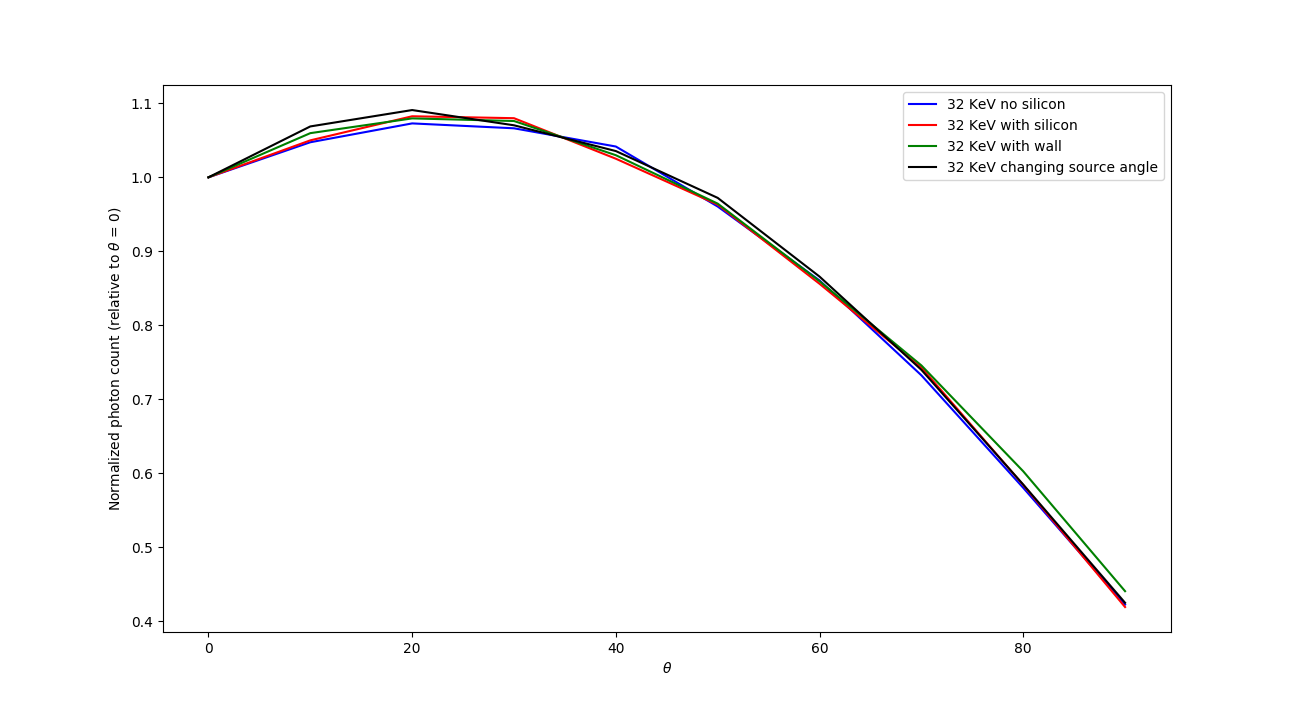 32 KeV no silicon
32 KeV with silicon
32 KeV with wall
32 KeV changing source angle
Normalized photon count (relative to θ = 0)
1.1
1.0
0.9
0.8
0.7
0.6
0.5
0.4
0 20 40 60 80
θ